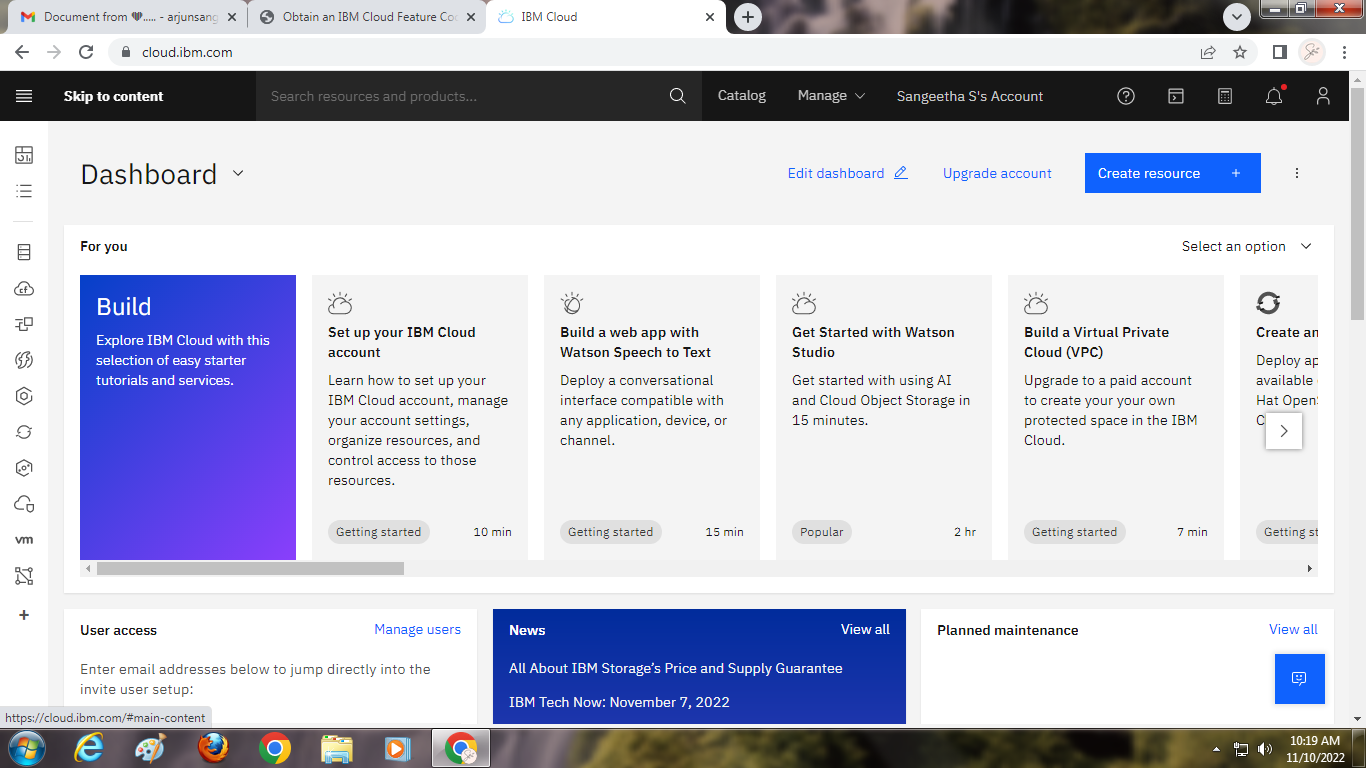 Document from 🖤..... - arjunsang
Obtain an IBM Cloud Feature Coc
IBM Cloud
cloud.ibm.com
Skip to content
Search resources and products...
Catalog
Manage
Sangeetha S's Account
Dashboard
Edit dashboard
Upgrade account
Create resource +
For you
Select an option
Build
Explore IBM Cloud with this
selection of easy starter
tutorials and services.
Set up your IBM Cloud
account
Learn how to set up your
IBM Cloud account, manage
your account settings,
organize resources, and
control access to those
resources.
Getting started
10 min
Build a web app with
Watson Speech to Text
Deploy a conversational
interface compatible with
any application, device, or
channel.
Getting started
15 min
Get Started with Watson
Studio
Get started with using AI
and Cloud Object Storage in
15 minutes.
Popular
2 hr
Build a Virtual Private
Cloud (VPC)
Upgrade to a paid account
to create your your own
protected space in the IBM
Cloud.
Getting started
7 min
Create an
Deploy ap
available
Hat OpenS
C
Getting st
cf
vm
User access
Manage users
Enter email addresses below to jump directly into the
invite user setup:
News
View all
All About IBM Storage's Price and Supply Guarantee
IBM Tech Now: November 7, 2022
Planned maintenance
View all
https://cloud.ibm.com/#main-content
10:19 AM
11/10/2022